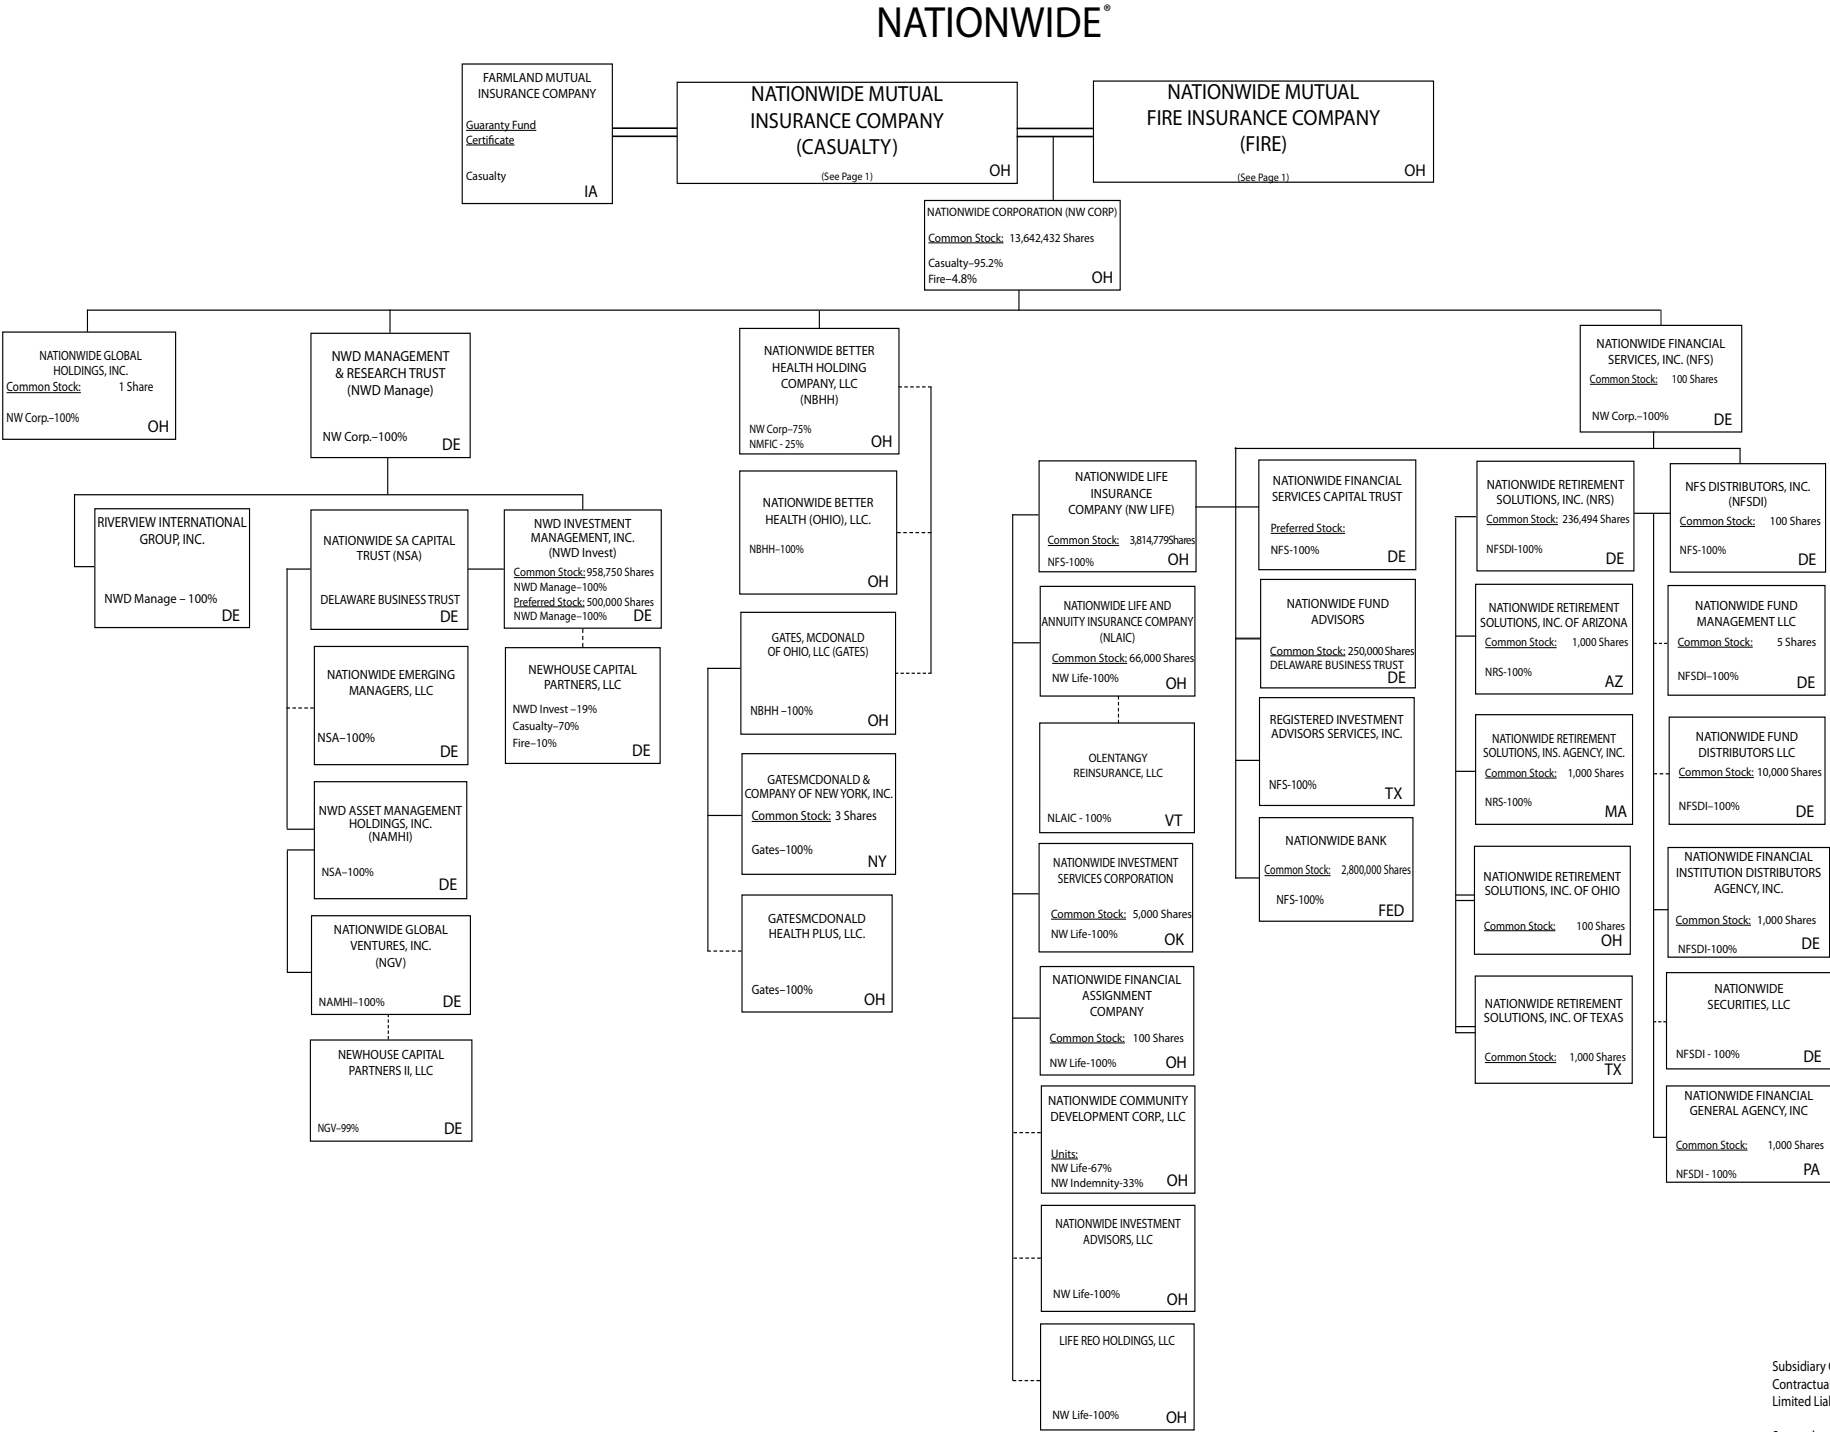 NATIONWIDE®
FARMLAND MUTUAL
INSURANCE COMPANY
Guaranty Fund
Certificate
Casualty
IA
NATIONWIDE MUTUAL
INSURANCE COMPANY
(CASUALTY)
(See Page 1)
OH
NATIONWIDE MUTUAL
FIRE INSURANCE COMPANY
(FIRE)
(See Page 1)
OH
NATIONWIDE CORPORATION (NW CORP)
Common Stock: 13,642,432 Shares
Casualty–95.2%
Fire–4.8%
OH
NATIONWIDE GLOBAL
HOLDINGS, INC.
Common Stock: 1 Share
NW Corp.–100%
OH
NWD MANAGEMENT
& RESEARCH TRUST
(NWD Manage)
NW Corp.–100%
DE
NATIONWIDE BETTER
HEALTH HOLDING
COMPANY, LLC
(NBHH)
NW Corp–75%
NMFIC - 25%
OH
NATIONWIDE FINANCIAL
SERVICES, INC. (NFS)
Common Stock: 100 Shares
NW Corp.–100%
DE
RIVERVIEW INTERNATIONAL
GROUP, INC.
NWD Manage – 100%
DE
NATIONWIDE SA CAPITAL
TRUST (NSA)
DELAWARE BUSINESS TRUST
DE
NWD INVESTMENT
MANAGEMENT, INC.
(NWD Invest)
Common Stock: 958,750 Shares
NWD Manage–100%
Preferred Stock: 500,000 Shares
NWD Manage–100%
DE
NATIONWIDE EMERGING
MANAGERS, LLC
NSA–100%
DE
NEWHOUSE CAPITAL
PARTNERS, LLC
NWD Invest –19%
Casualty–70%
Fire–10%
DE
NWD ASSET MANAGEMENT
HOLDINGS, INC.
(NAMHI)
NSA–100%
DE
NATIONWIDE GLOBAL
VENTURES, INC.
(NGV)
NAMHI–100%
DE
NEWHOUSE CAPITAL
PARTNERS II, LLC
NGV–99%
DE
NATIONWIDE BETTER
HEALTH (OHIO), LLC.
NBHH–100%
OH
GATES, MCDONALD
OF OHIO, LLC (GATES)
NBHH –100%
OH
GATESMCDONALD &
COMPANY OF NEW YORK, INC.
Common Stock: 3 Shares
Gates–100%
NY
GATESMCDONALD
HEALTH PLUS, LLC.
Gates–100%
OH
NATIONWIDE LIFE
INSURANCE
COMPANY (NW LIFE)
Common Stock: 3,814,779Shares
NFS-100%
OH
NATIONWIDE LIFE AND
ANNUITY INSURANCE COMPANY
(NLAIC)
Common Stock: 66,000 Shares
NW Life-100%
OH
OLENTANGY
REINSURANCE, LLC
NLAIC - 100%
VT
NATIONWIDE INVESTMENT
SERVICES CORPORATION
Common Stock: 5,000 Shares
NW Life-100%
OK
NATIONWIDE FINANCIAL
ASSIGNMENT
COMPANY
Common Stock: 100 Shares
NW Life-100%
OH
NATIONWIDE COMMUNITY
DEVELOPMENT CORP., LLC
Units:
NW Life-67%
NW Indemnity-33%
OH
NATIONWIDE INVESTMENT
ADVISORS, LLC
NW Life-100%
OH
LIFE REO HOLDINGS, LLC
NW Life-100%
OH
NATIONWIDE FINANCIAL
SERVICES CAPITAL TRUST
Preferred Stock:
NFS-100%
DE
NATIONWIDE FUND
ADVISORS
Common Stock: 250,000 Shares
DELAWARE BUSINESS TRUST
DE
REGISTERED INVESTMENT
ADVISORS SERVICES, INC.
NFS-100%
TX
NATIONWIDE BANK
Common Stock: 2,800,000 Shares
NFS-100%
FED
NATIONWIDE RETIREMENT
SOLUTIONS, INC. (NRS)
Common Stock: 236,494 Shares
NFSDI-100%
DE
NATIONWIDE RETIREMENT
SOLUTIONS, INC. OF ARIZONA
Common Stock: 1,000 Shares
NRS-100%
AZ
NATIONWIDE RETIREMENT
SOLUTIONS, INS. AGENCY, INC.
Common Stock: 1,000 Shares
NRS-100%
MA
NATIONWIDE RETIREMENT
SOLUTIONS, INC. OF OHIO
Common Stock: 100 Shares
OH
NATIONWIDE RETIREMENT
SOLUTIONS, INC. OF TEXAS
Common Stock: 1,000 Shares
TX
NFS DISTRIBUTORS, INC.
(NFSDI)
Common Stock: 100 Shares
NFS-100%
DE
NATIONWIDE FUND
MANAGEMENT LLC
Common Stock: 5 Shares
NFSDI–100%
DE
NATIONWIDE FUND
DISTRIBUTORS LLC
Common Stock: 10,000 Shares
NFSDI–100%
DE
NATIONWIDE FINANCIAL
INSTITUTION DISTRIBUTORS
AGENCY, INC.
Common Stock: 1,000 Shares
NFSDI-100%
DE
NATIONWIDE
SECURITIES, LLC
NFSDI - 100%
DE
NATIONWIDE FINANCIAL
GENERAL AGENCY, INC
Common Stock: 1,000 Shares
NFSDI - 100%
PA
Subsidiary
Limited